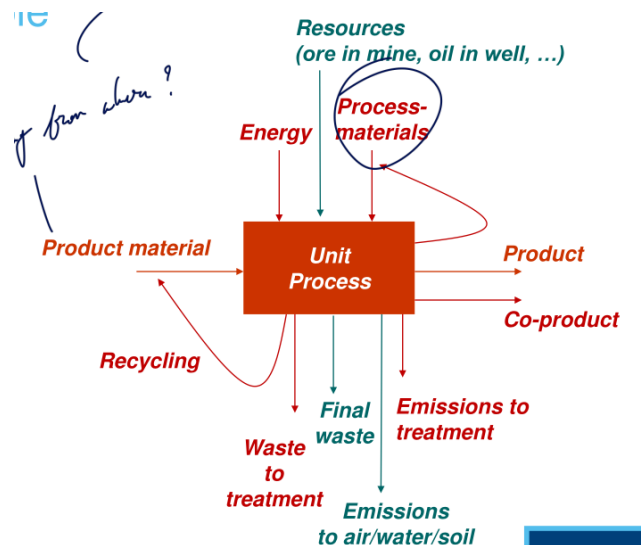 Resources
(ore in mine, oil in well, ...)
from where?
Process-
materials
Energy
Product material
Unit
Process
Product
Co-product
Recycling
Final
waste
Emissions to
treatment
Waste
to
treatment
Emissions
to air/water/soil